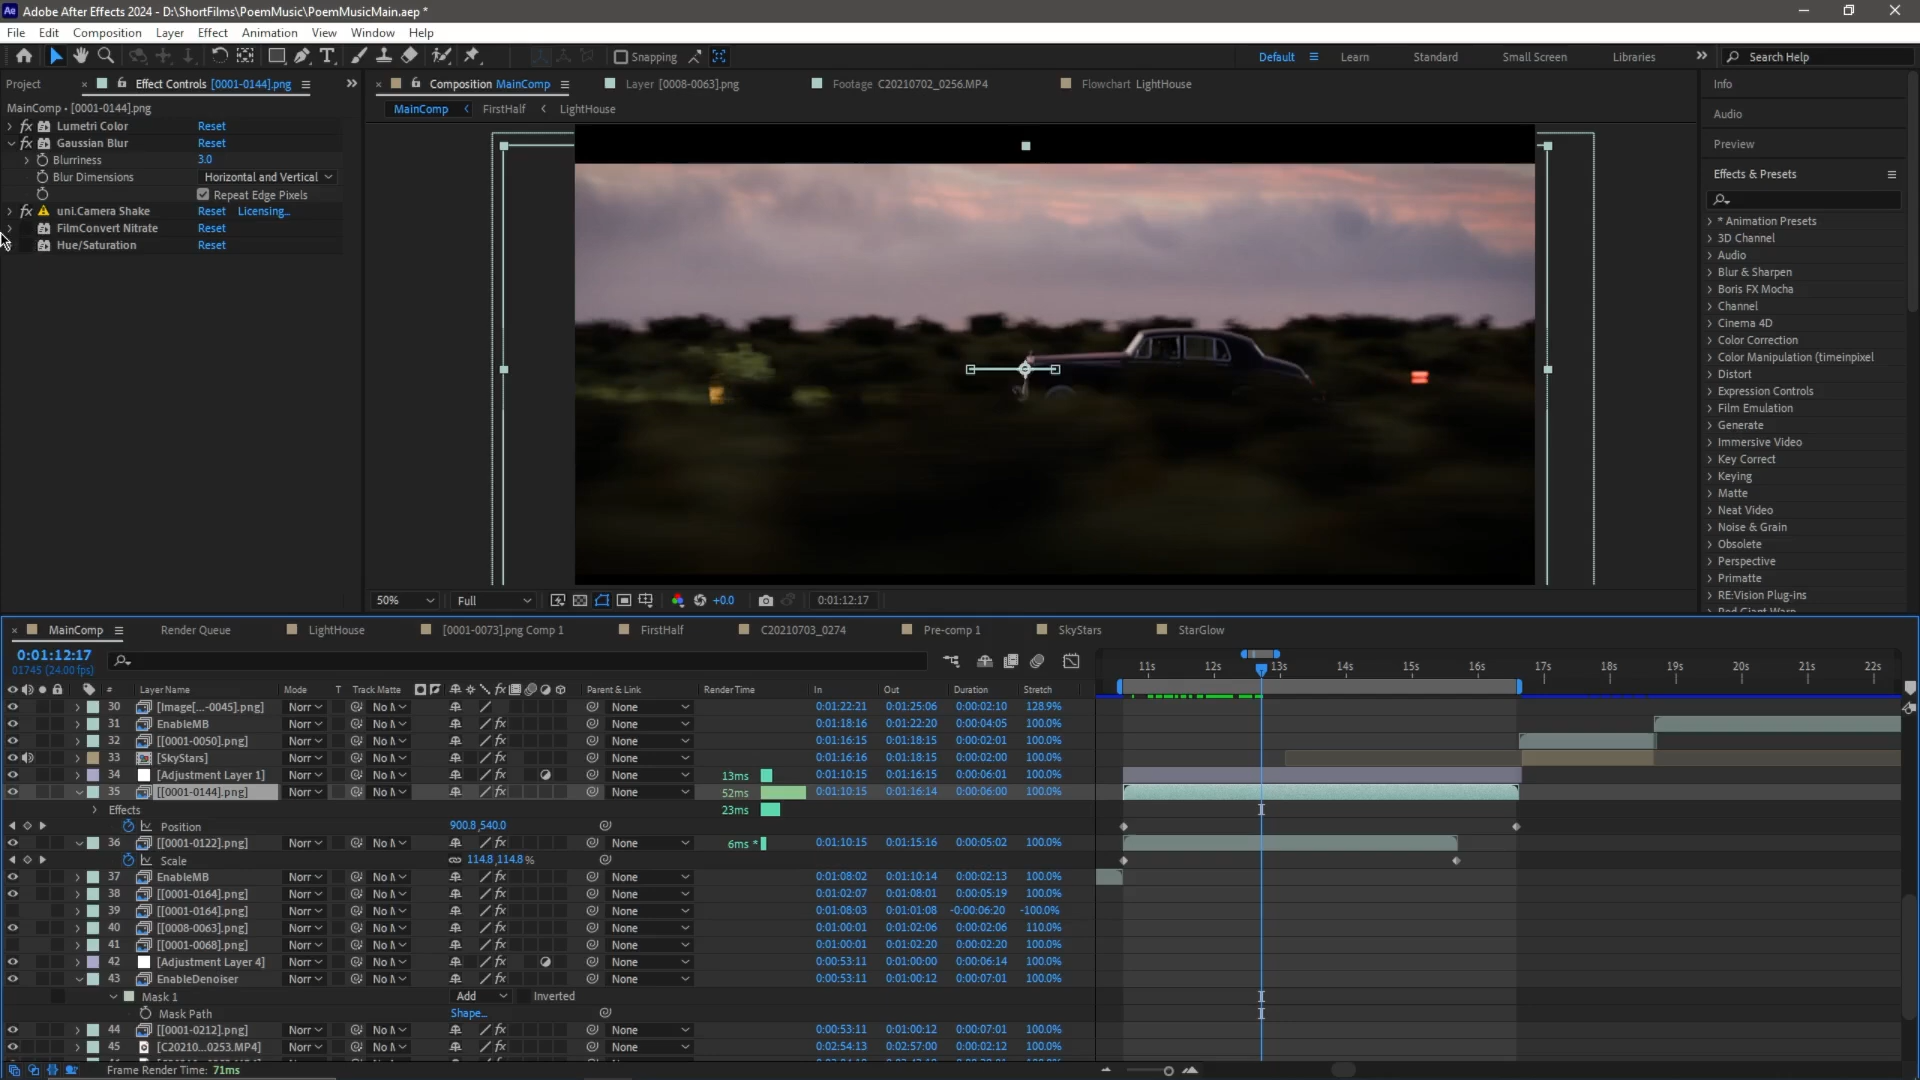 Adobe After Effects 2024 - D:\ShortFilms\PoemMusic\PoemMusicMain.aep *
File Edit Composition Layer Effect Animation View Window Help
Snapping Default Learn Standard Small Screen Libraries Search Help
Project Effect Controls [0001-0144].png Composition MainComp Layer [0008-0063].png Footage C20210702_0256.MP4 Flowchart LightHouse Info
MainComp • [0001-0144].png MainComp FirstHalf LightHouse Audio
Lumetri Color Reset
Gaussian Blur Reset Preview
Blurriness 3.0
Blur Dimensions Horizontal and Vertical Effects & Presets
Repeat Edge Pixels
uni.Camera Shake Reset Licensing...
FilmConvert Nitrate Reset
Hue/Saturation Reset
* Animation Presets
3D Channel
Audio
Blur & Sharpen
Boris FX Mocha
Channel
Cinema 4D
Color Correction
Color Manipulation (timeinpixel
Distort
Expression Controls
Film Emulation
Generate
Immersive Video
Key Correct
Keying
Matte
Neat Video
Noise & Grain
Obsolete
Perspective
Primatte
RE:Vision Plug-ins
Red Giant Warp
50% Full +0.0 0:01:12:17
MainComp Render Queue LightHouse [0001-0073].png Comp 1 FirstHalf C20210703_0274 Pre-comp 1 SkyStars StarGlow
0:01:12:17
01745 (24.00 fps)
11s 12s 13s 14s 15s 16s 17s 18s 19s 20s 21s 22s
# Layer Name Mode T Track Matte Parent & Link Render Time In Out Duration Stretch
30 [Image[...-0045].png] Norr No None 0:01:22:21 0:01:25:06 0:00:02:10 128.9%
31 EnableMB Norr No None 0:01:18:16 0:01:22:20 0:00:04:05 100.0%
32 [[0001-0050].png] Norr No None 0:01:16:15 0:01:18:15 0:00:02:01 100.0%
33 [SkyStars] Norr No None 0:01:16:16 0:01:18:15 0:00:02:00 100.0%
34 [Adjustment Layer 1] Norr No None 13ms 0:01:10:15 0:01:16:15 0:00:06:01 100.0%
35 [[0001-0144].png] Norr No None 52ms 0:01:10:15 0:01:16:14 0:00:06:00 100.0%
Effects 23ms
Position 900.8,540.0
36 [[0001-0122].png] Norr No None 6ms * 0:01:10:15 0:01:15:16 0:00:05:02 100.0%
Scale 114.8,114.8 %
37 EnableMB Norr No None 0:01:08:02 0:01:10:14 0:00:02:13 100.0%
38 [[0001-0164].png] Norr No None 0:01:02:07 0:01:08:01 0:00:05:19 100.0%
39 [[0001-0164].png] Norr No None 0:01:08:03 0:01:01:08 -0:00:06:20 -100.0%
40 [[0008-0063].png] Norr No None 0:01:00:01 0:01:02:06 0:00:02:06 110.0%
41 [[0001-0068].png] Norr No None 0:01:00:01 0:01:02:20 0:00:02:20 100.0%
42 [Adjustment Layer 4] Norr No None 0:00:53:11 0:01:00:00 0:00:06:14 100.0%
43 EnableDenoiser Norr No None 0:00:53:11 0:01:00:12 0:00:07:01 100.0%
Mask 1 Add Inverted
Mask Path Shape...
44 [[0001-0212].png] Norr No None 0:00:53:11 0:01:00:12 0:00:07:01 100.0%
45 [C20210...0253.MP4] Norr No None 0:02:54:13 0:02:57:00 0:00:02:12 100.0%
Frame Render Time: 71ms